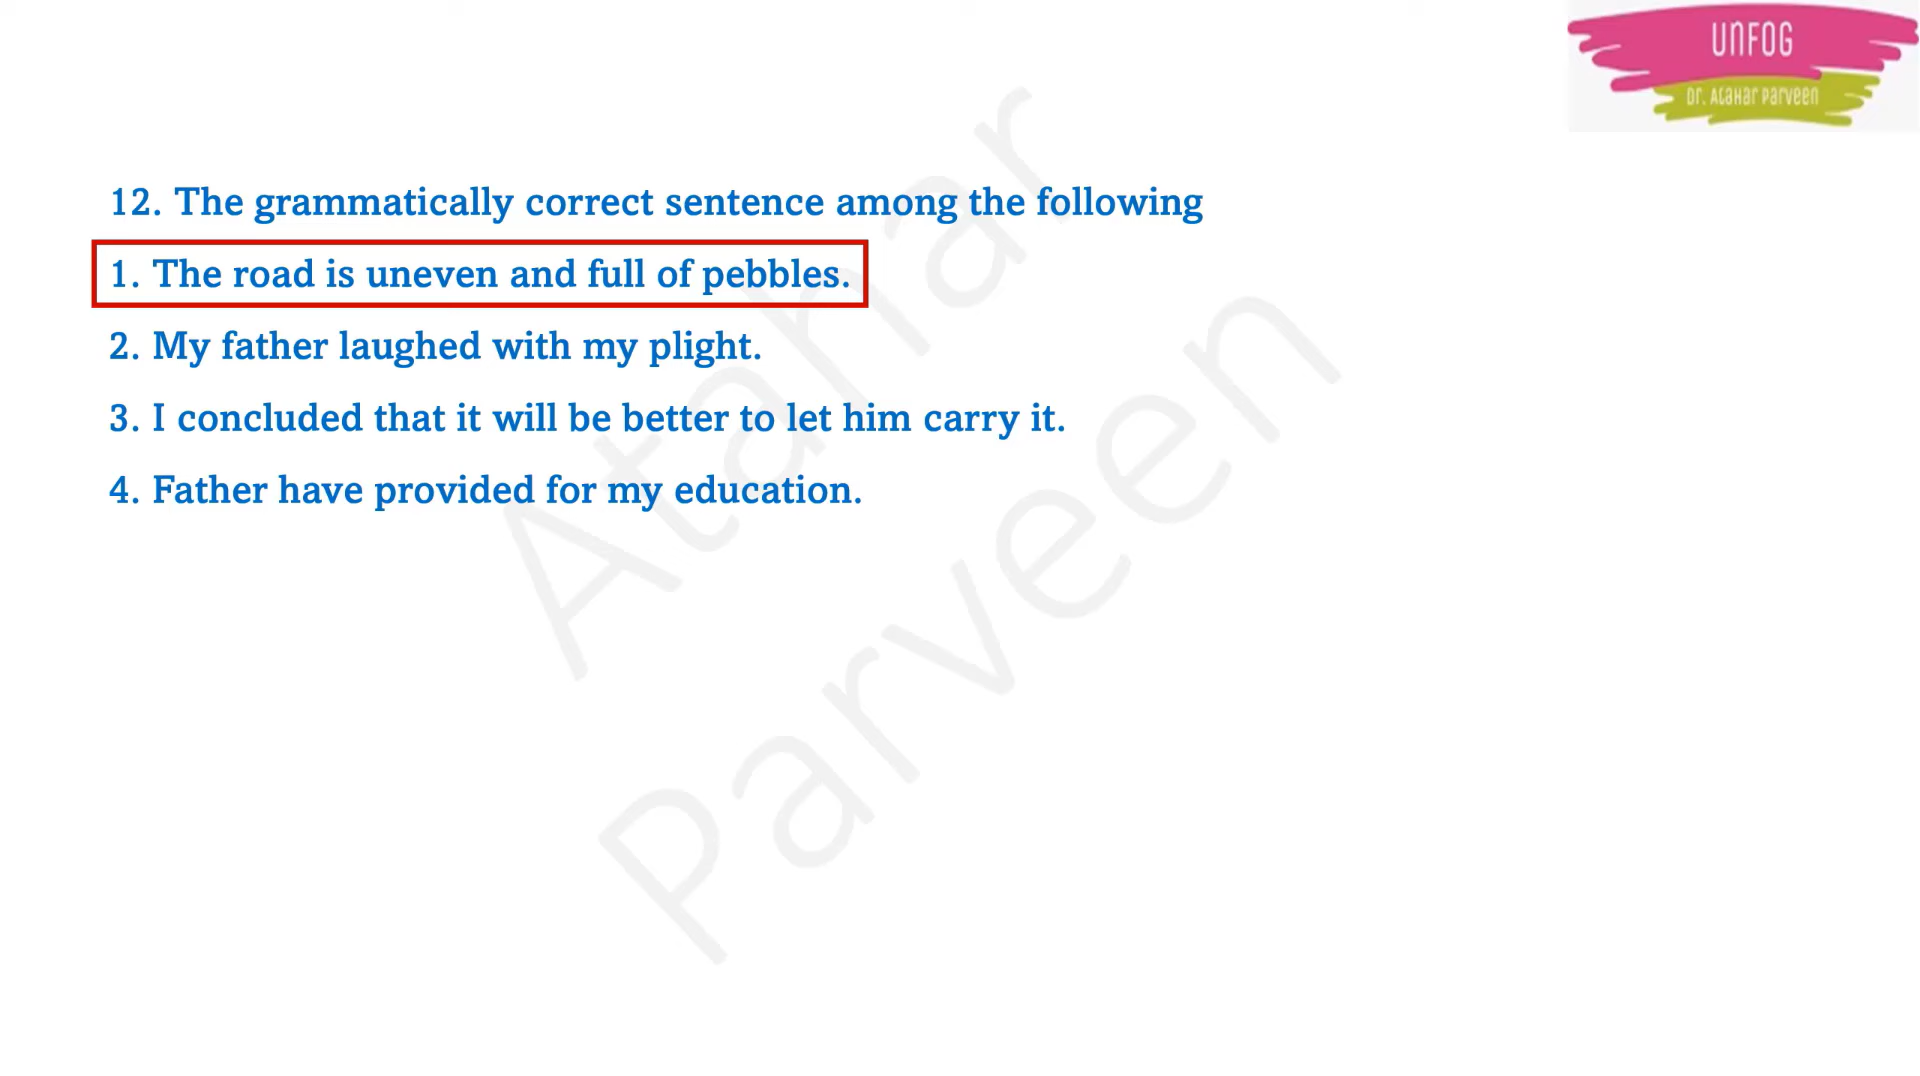 UNFOG
Dr. Atahar Parveen
12. The grammatically correct sentence among the following
1. The road is uneven and full of pebbles.
2. My father laughed with my plight.
3. I concluded that it will be better to let him carry it.
4. Father have provided for my education.
Atahar
Parveen